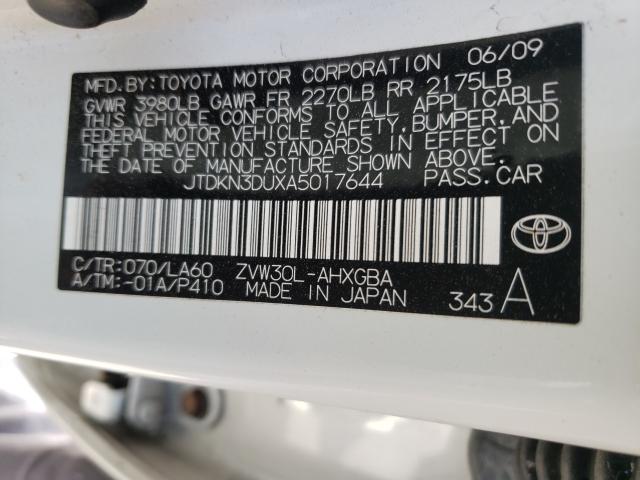 MFD. BY: TOYOTA MOTOR CORPORATION 06/09
GVWR 3980LB GAWR FR 2270LB RR 2175LB
THIS VEHICLE CONFORMS TO ALL APPLICABLE
FEDERAL MOTOR VEHICLE SAFETY, BUMPER, AND
THEFT PREVENTION STANDARDS IN EFFECT ON
THE DATE OF MANUFACTURE SHOWN ABOVE.
JTDKN3DUXA5017644 PASS. CAR
C/TR: 070/LA60 ZVW30L-AHXGBA
A/TM: -01A/P410 MADE IN JAPAN
343 A